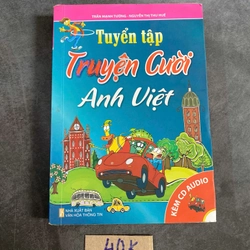 TRẦN MẠNH TƯỜNG - NGUYỄN THỊ THU HUẾ
Tuyển tập
Truyện Cười
Anh Việt
KÈM CD AUDIO
NHÀ XUẤT BẢN
VĂN HÓA THÔNG TIN
40K